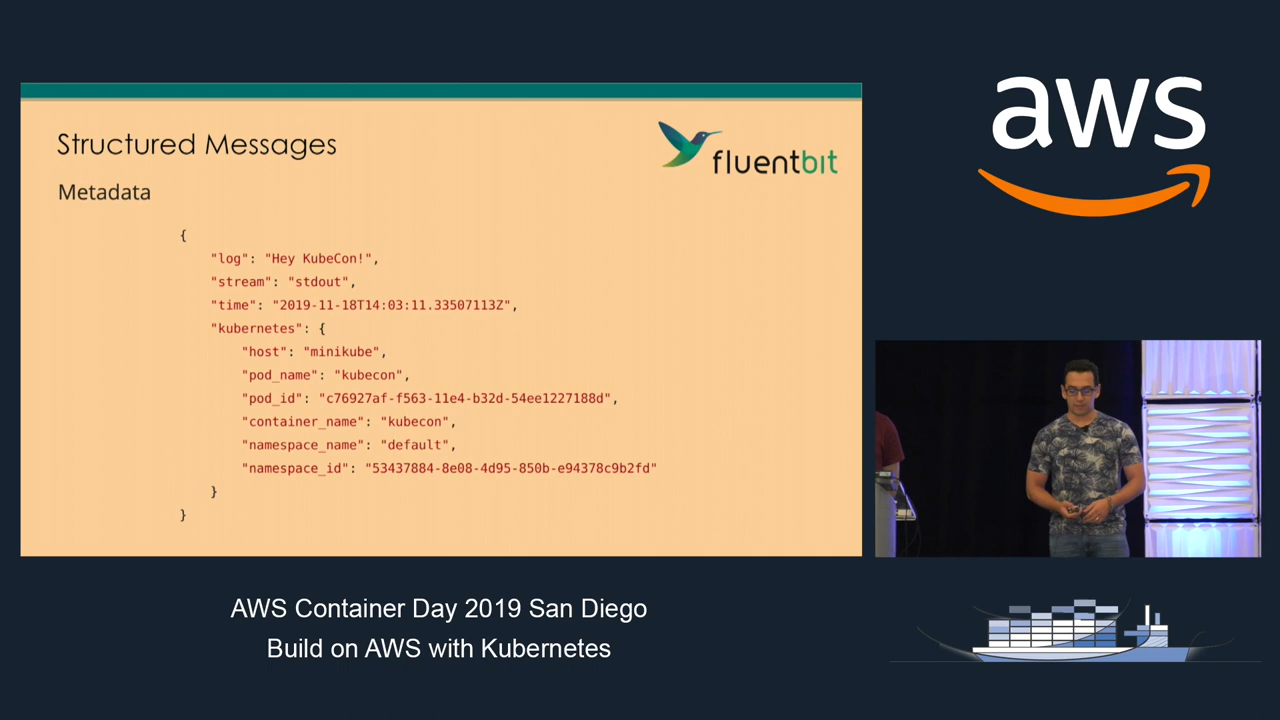 Structured Messages
fluentbit
Metadata
{
"log": "Hey KubeCon!",
"stream": "stdout",
"time": "2019-11-18T14:03:11.33507113Z",
"kubernetes": {
"host": "minikube",
"pod_name": "kubecon",
"pod_id": "c76927af-f563-11e4-b32d-54ee1227188d",
"container_name": "kubecon",
"namespace_name": "default",
"namespace_id": "53437884-8e08-4d95-850b-e94378c9b2fd"
}
}
aws
AWS Container Day 2019 San Diego
Build on AWS with Kubernetes